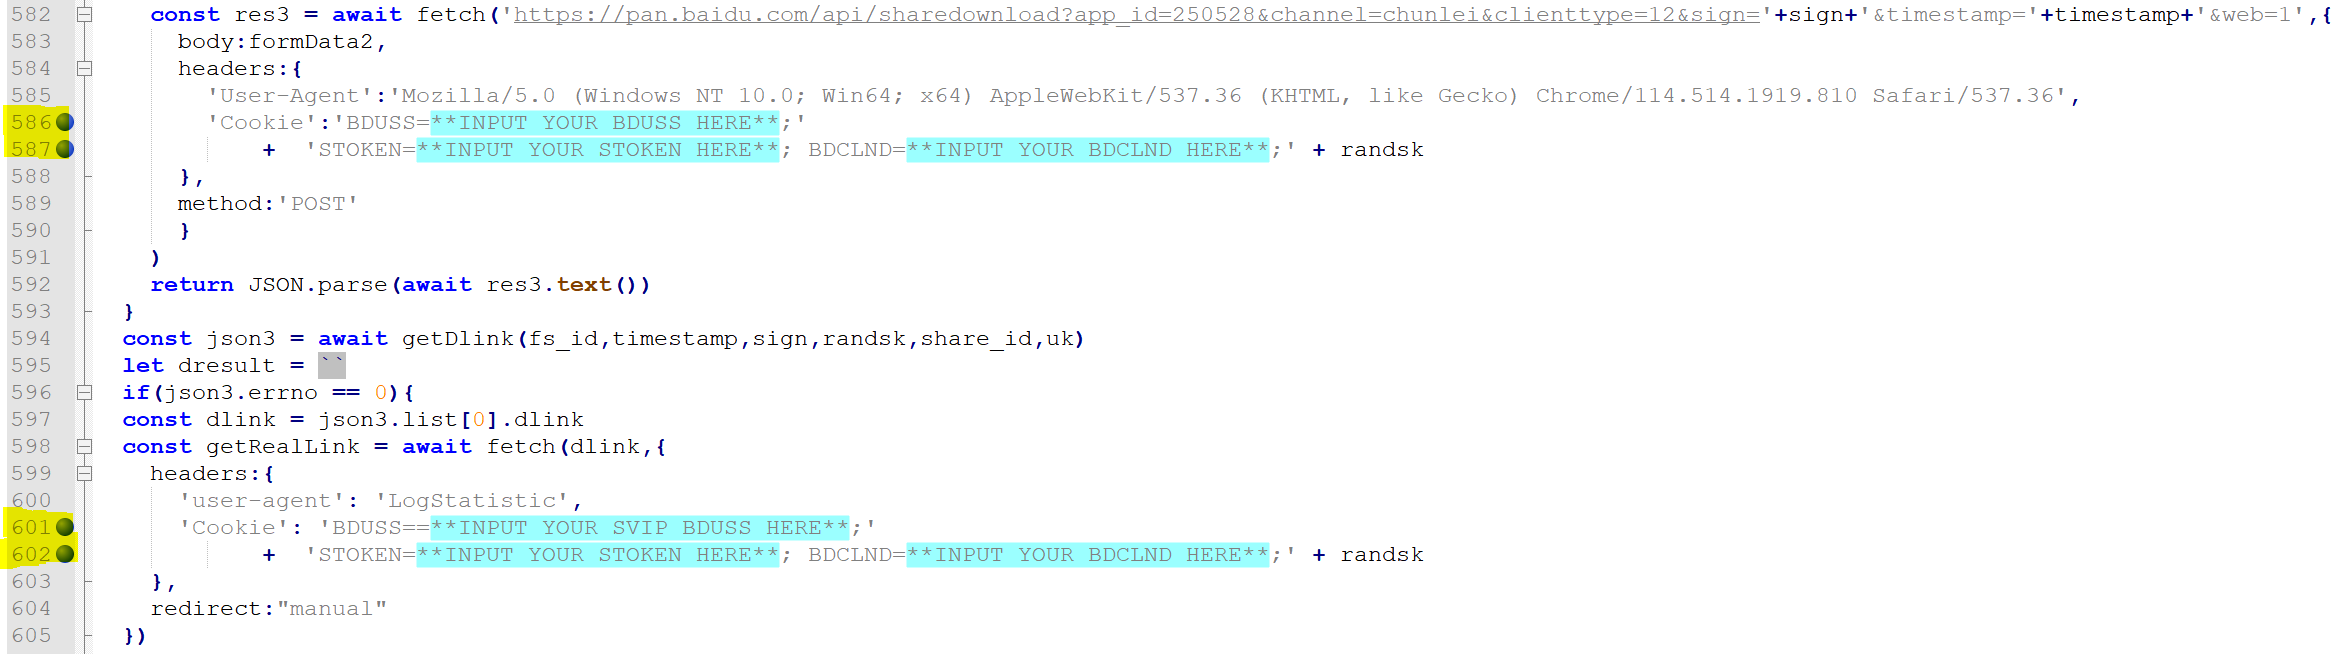 582 const res3 = await fetch('https://pan.baidu.com/api/sharedownload?app_id=250528&channel=chunlei&clienttype=12&sign='+sign+'&timestamp='+timestamp+'&web=1',{
583 body:formData2,
584 headers:{
585 'User-Agent':'Mozilla/5.0 (Windows NT 10.0; Win64; x64) AppleWebKit/537.36 (KHTML, like Gecko) Chrome/114.514.1919.810 Safari/537.36',
586 'Cookie':'BDUSS=**INPUT YOUR BDUSS HERE**;'
587 + 'STOKEN=**INPUT YOUR STOKEN HERE**; BDCLND=**INPUT YOUR BDCLND HERE**;' + randsk
588 },
589 method:'POST'
590 }
591 )
592 return JSON.parse(await res3.text())
593 }
594 const json3 = await getDlink(fs_id,timestamp,sign,randsk,share_id,uk)
595 let dresult = ``
596 if(json3.errno == 0){
597 const dlink = json3.list[0].dlink
598 const getRealLink = await fetch(dlink,{
599 headers:{
600 'user-agent': 'LogStatistic',
601 'Cookie': 'BDUSS==**INPUT YOUR SVIP BDUSS HERE**;'
602 + 'STOKEN=**INPUT YOUR STOKEN HERE**; BDCLND=**INPUT YOUR BDCLND HERE**;' + randsk
603 },
604 redirect:"manual"
605 })